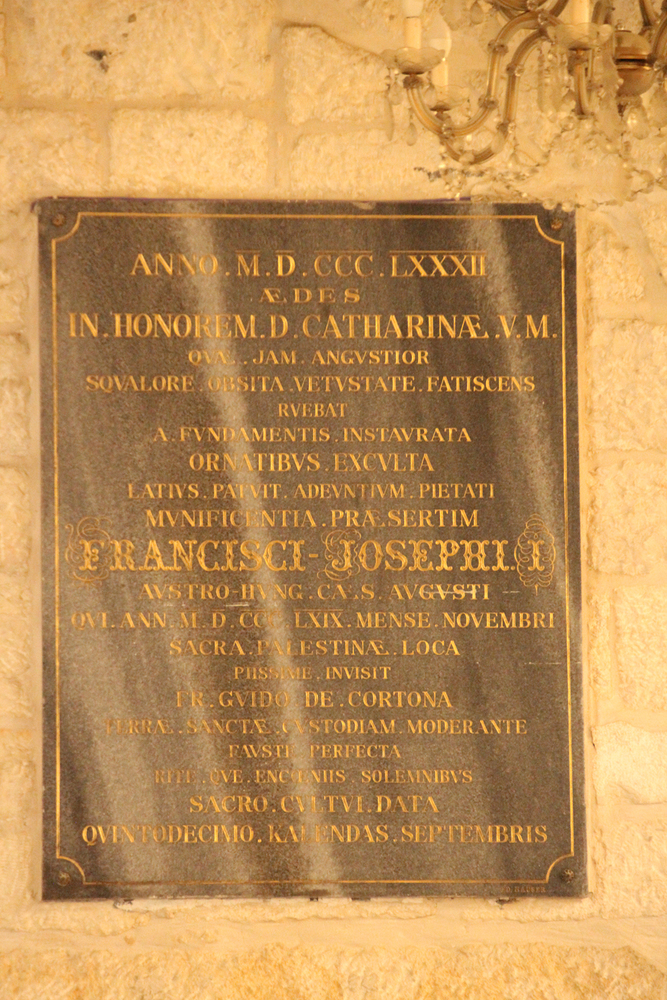 ANNO.M.D.CCC.LXXXII
ÆDES
IN.HONOREM.D.CATHARINÆ.V.M.
QVÆ.JAM.ANGVSTIOR
SQVALORE.OBSITA.VETVSTATE.FATISCENS
RVEBAT
A.FVNDAMENTIS.INSTAVRATA
ORNATIBVS.EXCVLTA
LATIVS.PATVIT.ADEVNTIVM.PIETATI
MVNIFICENTIA.PRÆSERTIM
FRANCISCI-JOSEPHI.I
AVSTRO-HVNG.CÆ.S.AVGVSTI
QVI.ANN.M.D.CCC.LXIX.MENSE.NOVEMBRI
SACRA.PALESTINÆ.LOCA
PIISSIME.INVISIT
FR.GVIDO.DE.CORTONA
TERRÆ.SANCTÆ.CVSTODIAM.MODERANTE
FAVSTE.PERFECTA
RITE.QVE.ENCÆNIIS.SOLEMNIBVS
SACRO.CVLTVI.DATA
QVINTODECIMO.KALENDAS.SEPTEMBRIS